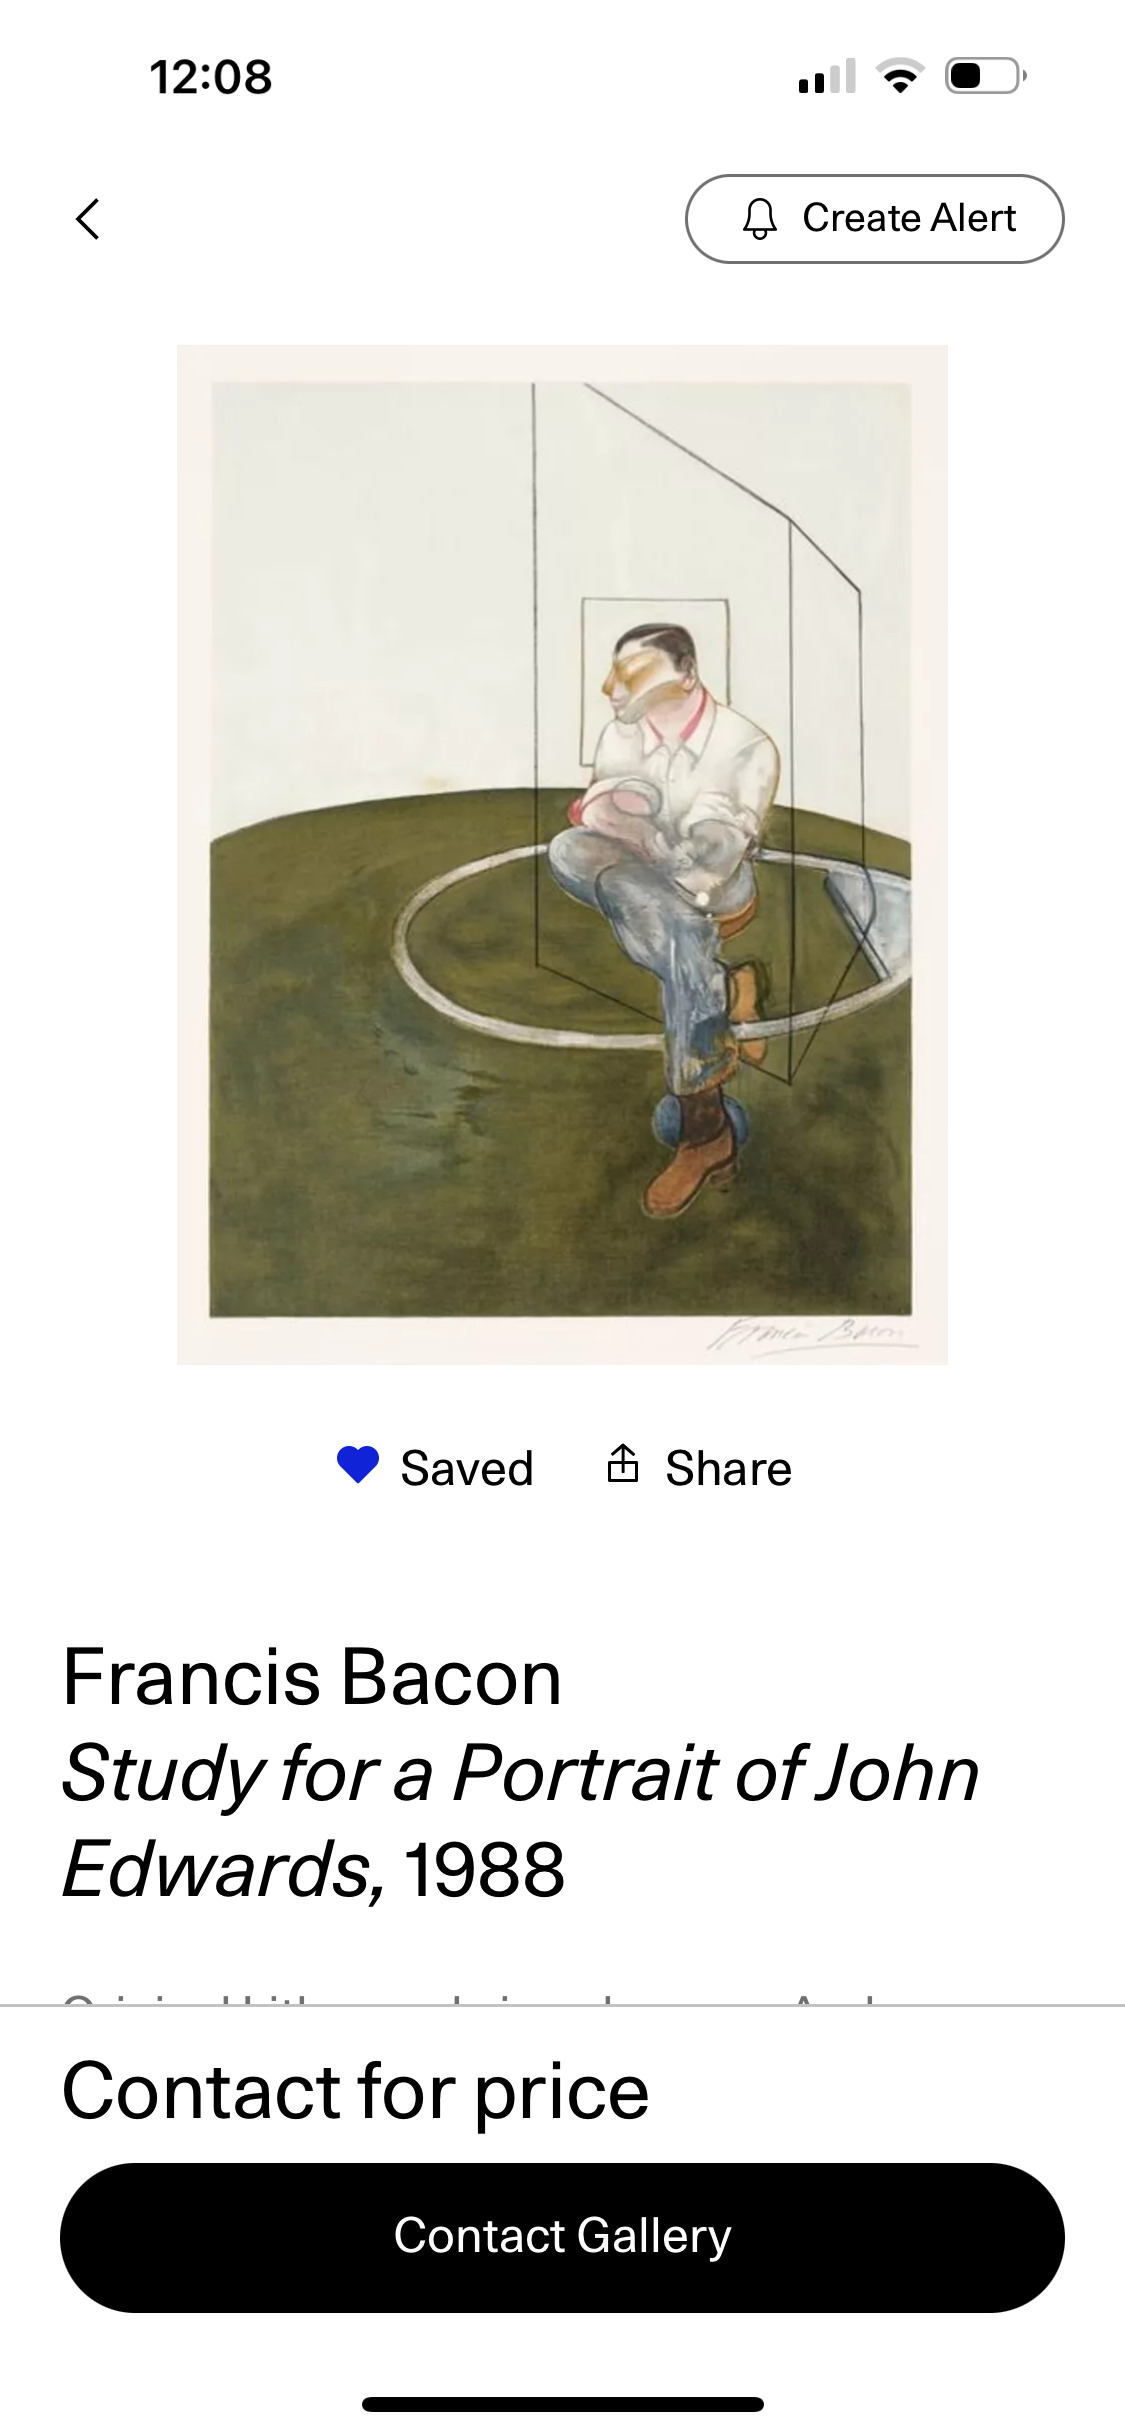 12:08
Create Alert
Francis Bacon
Saved
Share
Francis Bacon
Study for a Portrait of John
Edwards, 1988
Contact for price
Contact Gallery